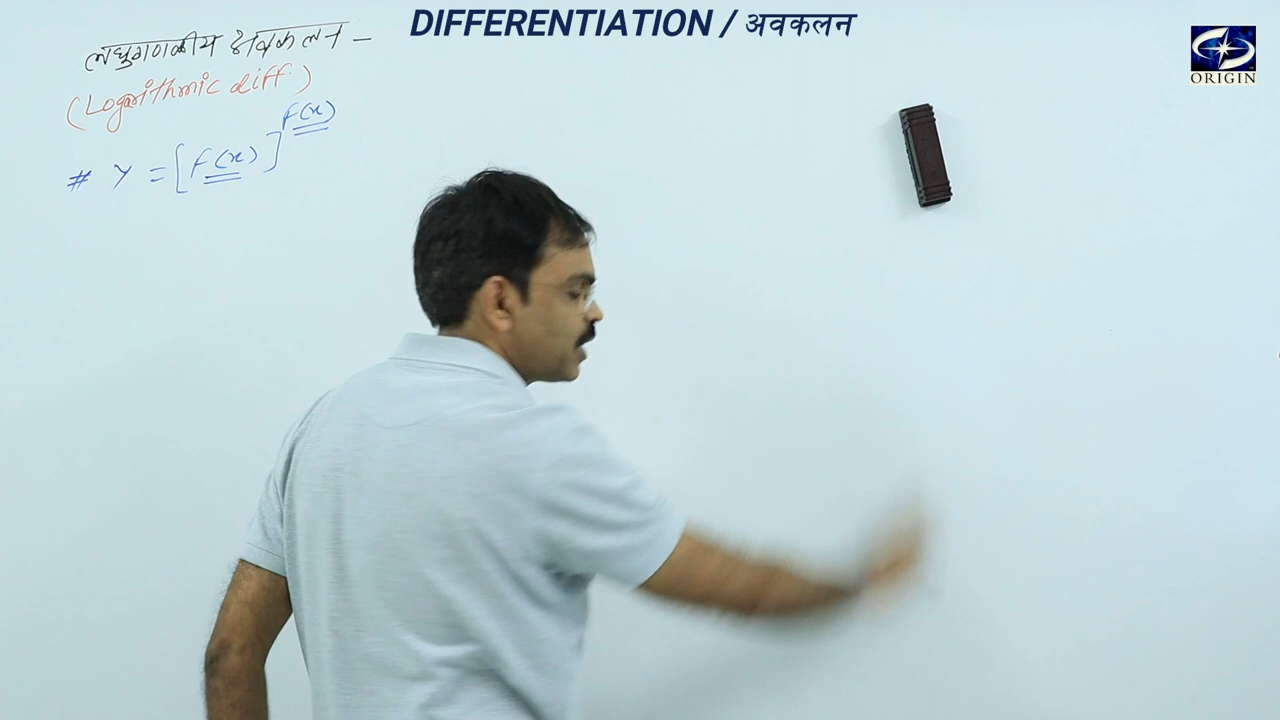 DIFFERENTIATION / अवकलन
ORIGIN
लघुगणकीय अवकलन –
(Logarithmic diff.)
# Y = [f(x)]^f(x)